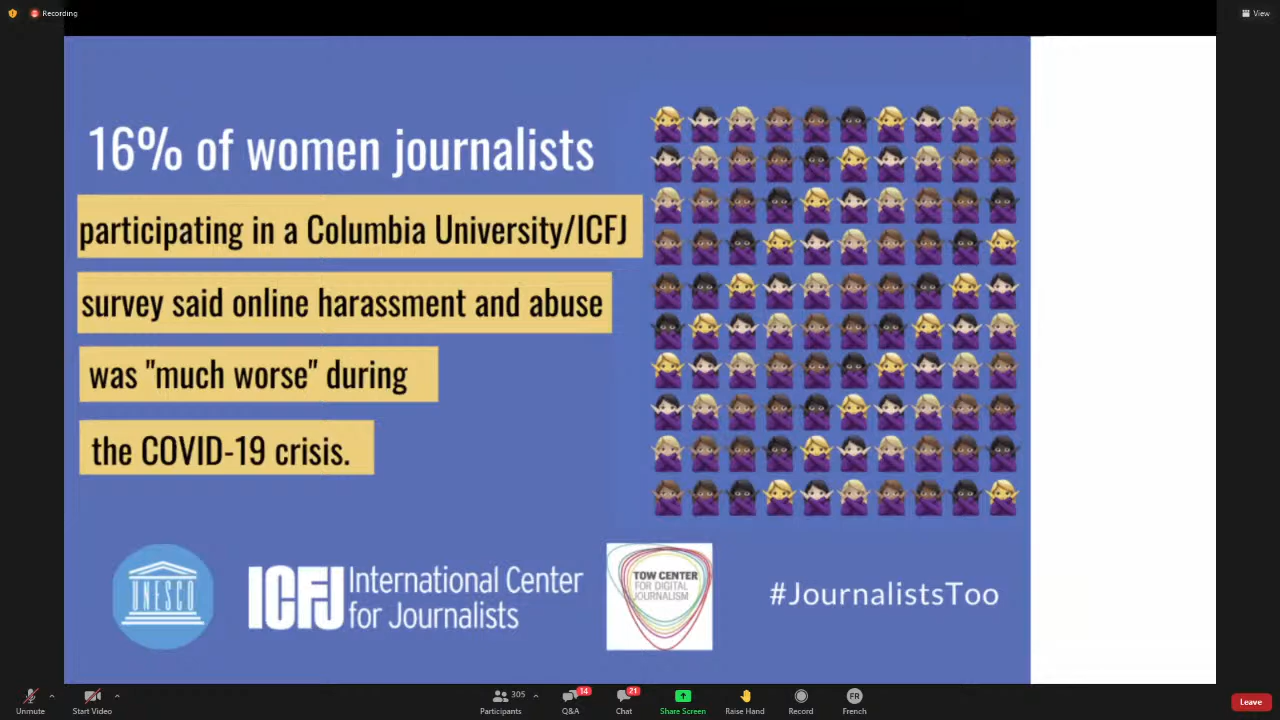 Recording
View
16% of women journalists
participating in a Columbia University/ICFJ
survey said online harassment and abuse
was "much worse" during
the COVID-19 crisis.
UNESCO
ICFJ International Center
for Journalists
TOW CENTER
FOR DIGITAL
JOURNALISM
#JournalistsToo
Unmute
Start Video
305
Participants
14
Q&A
21
Chat
Share Screen
Raise Hand
Record
FR
French
Leave